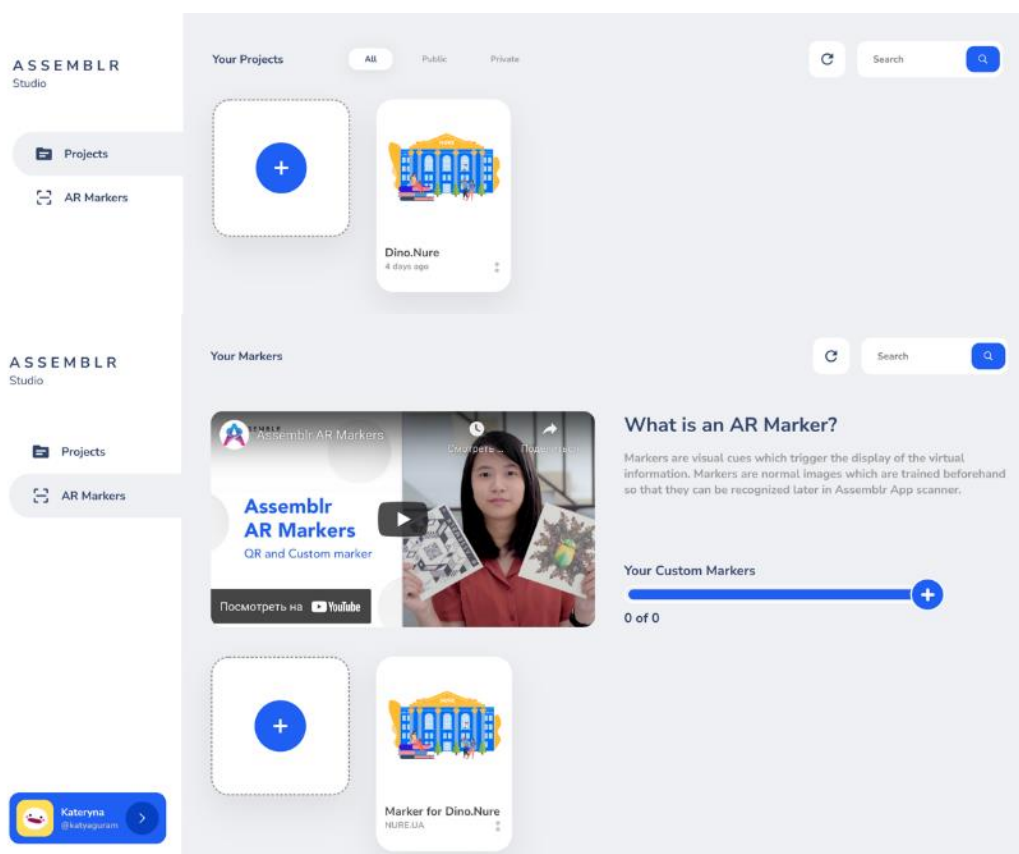 ASSEMBLR
Studio
Projects
AR Markers
Your Projects
All
Public
Private
Search
Dino.Nure
4 days ago
ASSEMBLR
Studio
Projects
AR Markers
Your Markers
Search
Assemblr AR Markers
Смотреть ...
Поделиться
Assemblr
AR Markers
QR and Custom marker
Посмотреть на YouTube
What is an AR Marker?
Markers are visual cues which trigger the display of the virtual
information. Markers are normal images which are trained beforehand
so that they can be recognized later in Assemblr App scanner.
Your Custom Markers
0 of 0
Marker for Dino.Nure
NURE.UA
Kateryna
@katyaguram